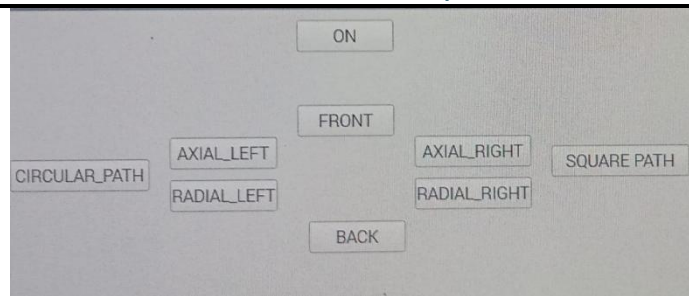 ON
FRONT
AXIAL_LEFT
AXIAL_RIGHT
CIRCULAR_PATH
SQUARE PATH
RADIAL_LEFT
RADIAL_RIGHT
BACK